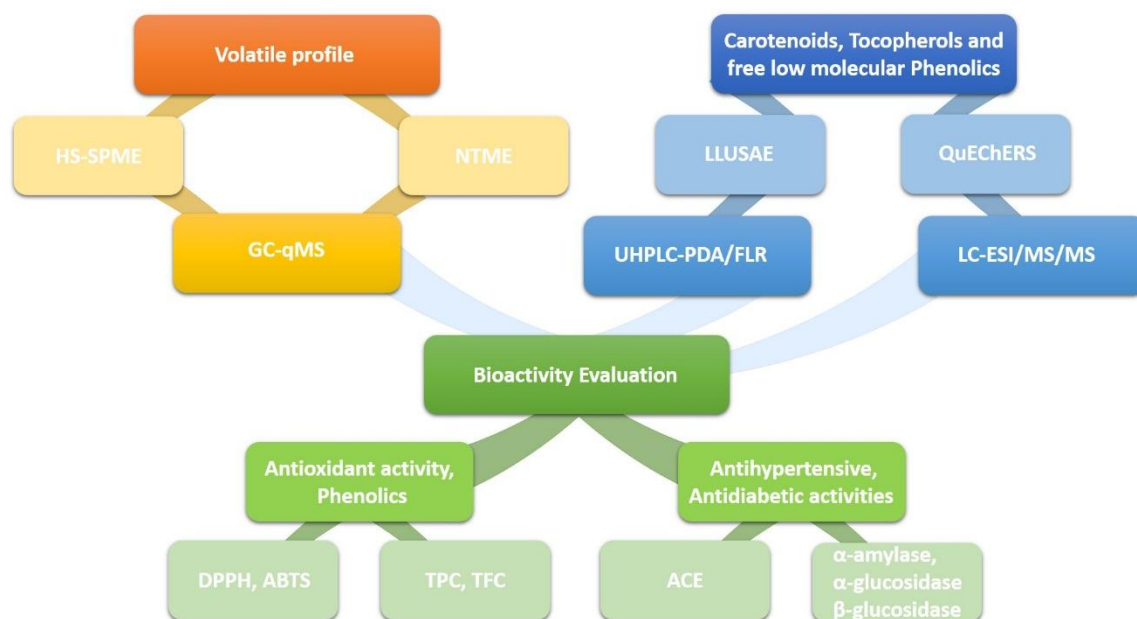 Volatile profile
Carotenoids, Tocopherols and
free low molecular Phenolics
HS-SPME
NTME
LLUSAE
QuEChERS
GC-qMS
UHPLC-PDA/FLR
LC-ESI/MS/MS
Bioactivity Evaluation
Antioxidant activity,
Phenolics
Antihypertensive,
Antidiabetic activities
DPPH, ABTS
TPC, TFC
ACE
α-amylase,
α-glucosidase
β-glucosidase